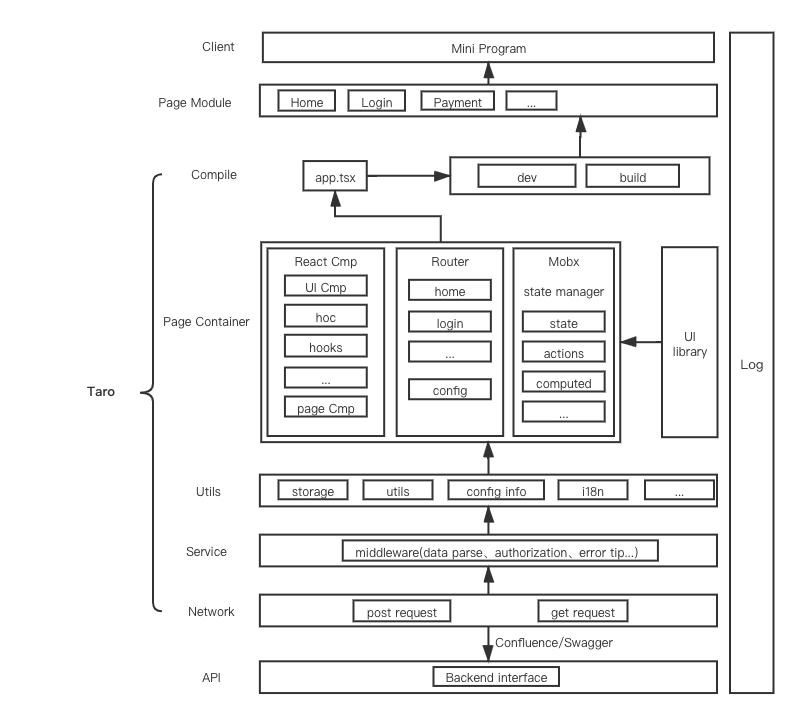 Client
Mini Program
Page Module
Home
Login
Payment
...
Compile
app.tsx
dev
build
Taro
Page Container
React Cmp
UI Cmp
hoc
hooks
...
page Cmp
Router
home
login
...
config
Mobx
state manager
state
actions
computed
...
UI
library
Log
Utils
storage
utils
config info
i18n
...
Service
middleware(data parse、authorization、error tip...)
Network
post request
get request
Confluence/Swagger
API
Backend interface